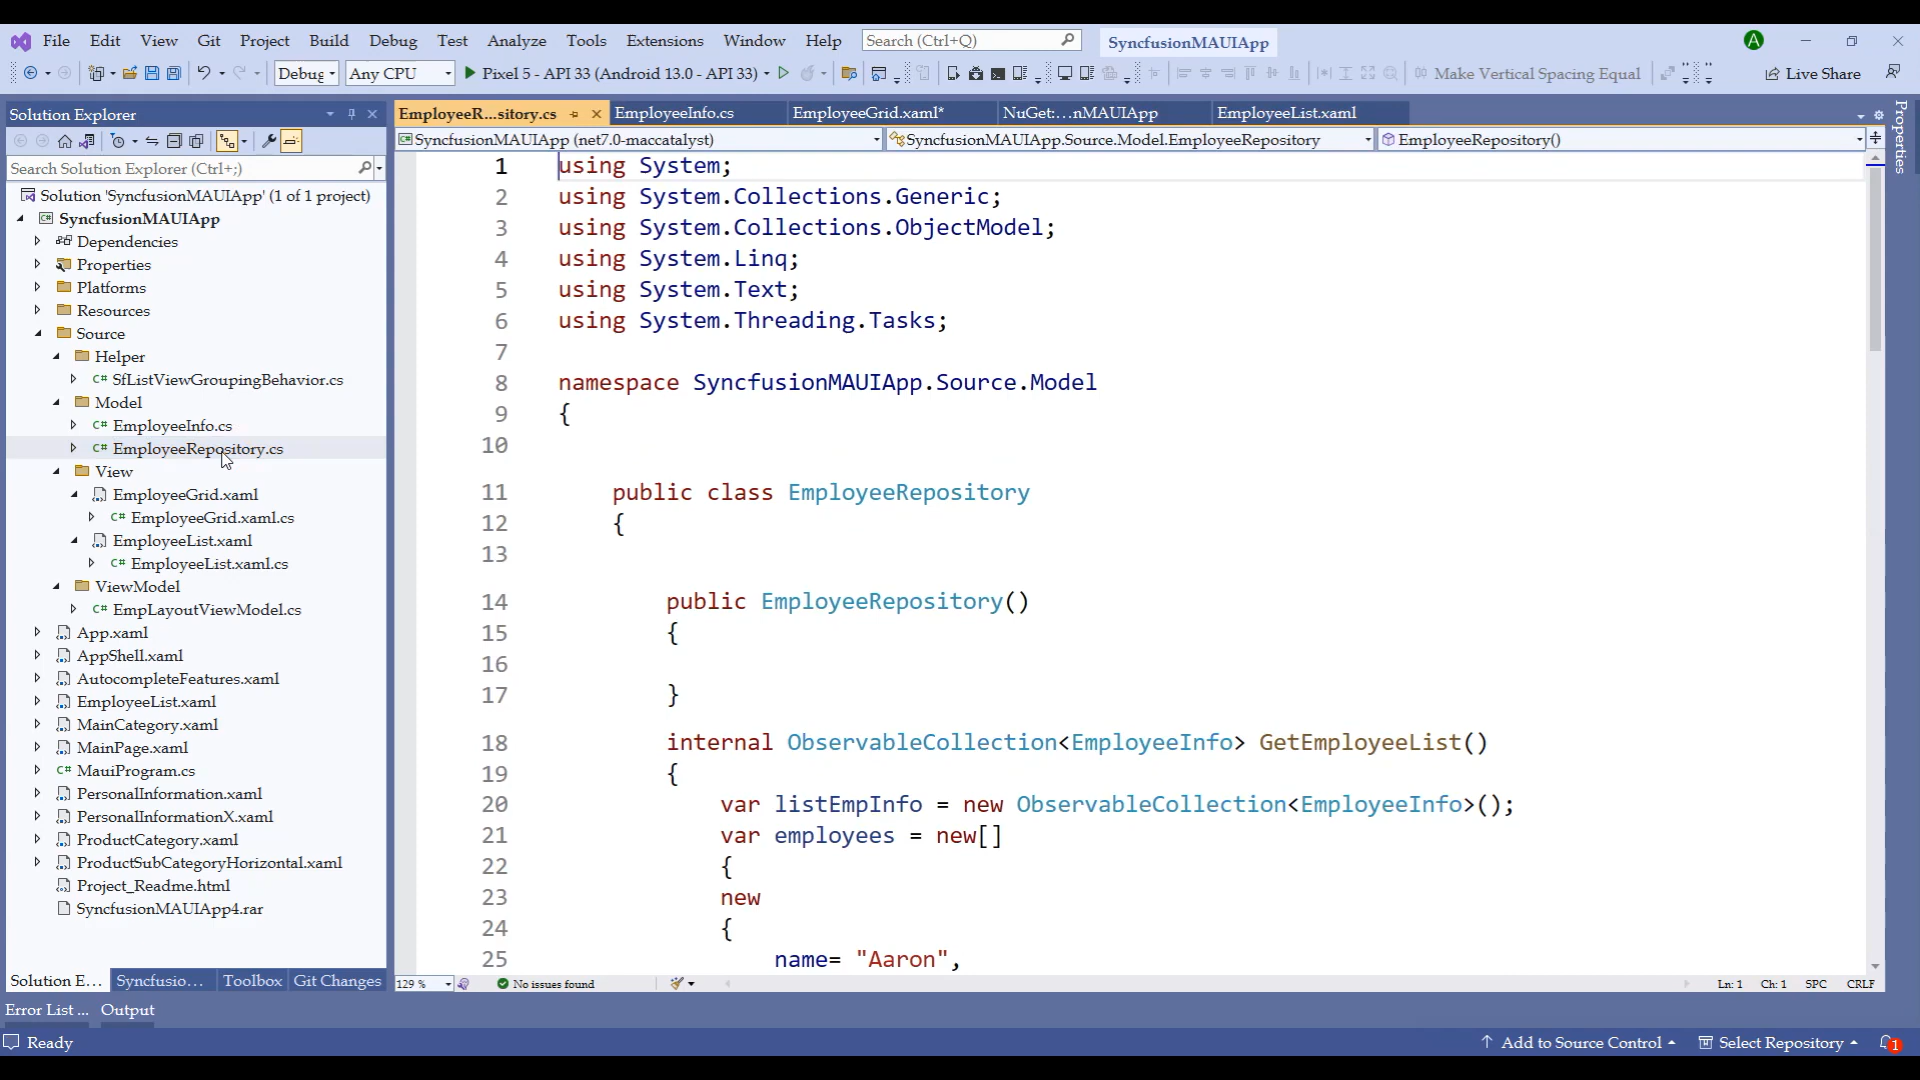 File Edit View Git Project Build Debug Test Analyze Tools Extensions Window Help Search (Ctrl+Q) SyncfusionMAUIApp A
Debug Any CPU Pixel 5 - API 33 (Android 13.0 - API 33) Make Vertical Spacing Equal Live Share
Solution Explorer
Search Solution Explorer (Ctrl+;)
Solution 'SyncfusionMAUIApp' (1 of 1 project)
SyncfusionMAUIApp
Dependencies
Properties
Platforms
Resources
Source
Helper
SfListViewGroupingBehavior.cs
Model
EmployeeInfo.cs
EmployeeRepository.cs
View
EmployeeGrid.xaml
EmployeeGrid.xaml.cs
EmployeeList.xaml
EmployeeList.xaml.cs
ViewModel
EmpLayoutViewModel.cs
App.xaml
AppShell.xaml
AutocompleteFeatures.xaml
EmployeeList.xaml
MainCategory.xaml
MainPage.xaml
MauiProgram.cs
PersonalInformation.xaml
PersonalInformationX.xaml
ProductCategory.xaml
ProductSubCategoryHorizontal.xaml
Project_Readme.html
SyncfusionMAUIApp4.rar
Solution E... Syncfusio... Toolbox Git Changes
EmployeeR...sitory.cs EmployeeInfo.cs EmployeeGrid.xaml* NuGet:...nMAUIApp EmployeeList.xaml
SyncfusionMAUIApp (net7.0-maccatalyst) SyncfusionMAUIApp.Source.Model.EmployeeRepository EmployeeRepository()
1 using System;
2 using System.Collections.Generic;
3 using System.Collections.ObjectModel;
4 using System.Linq;
5 using System.Text;
6 using System.Threading.Tasks;
7
8 namespace SyncfusionMAUIApp.Source.Model
9 {
10
11 public class EmployeeRepository
12 {
13
14 public EmployeeRepository()
15 {
16
17 }
18 internal ObservableCollection<EmployeeInfo> GetEmployeeList()
19 {
20 var listEmpInfo = new ObservableCollection<EmployeeInfo>();
21 var employees = new[]
22 {
23 new
24 {
25 name= "Aaron",
129 % No issues found Ln: 1 Ch: 1 SPC CRLF
Properties
Error List ... Output
Ready Add to Source Control Select Repository 1